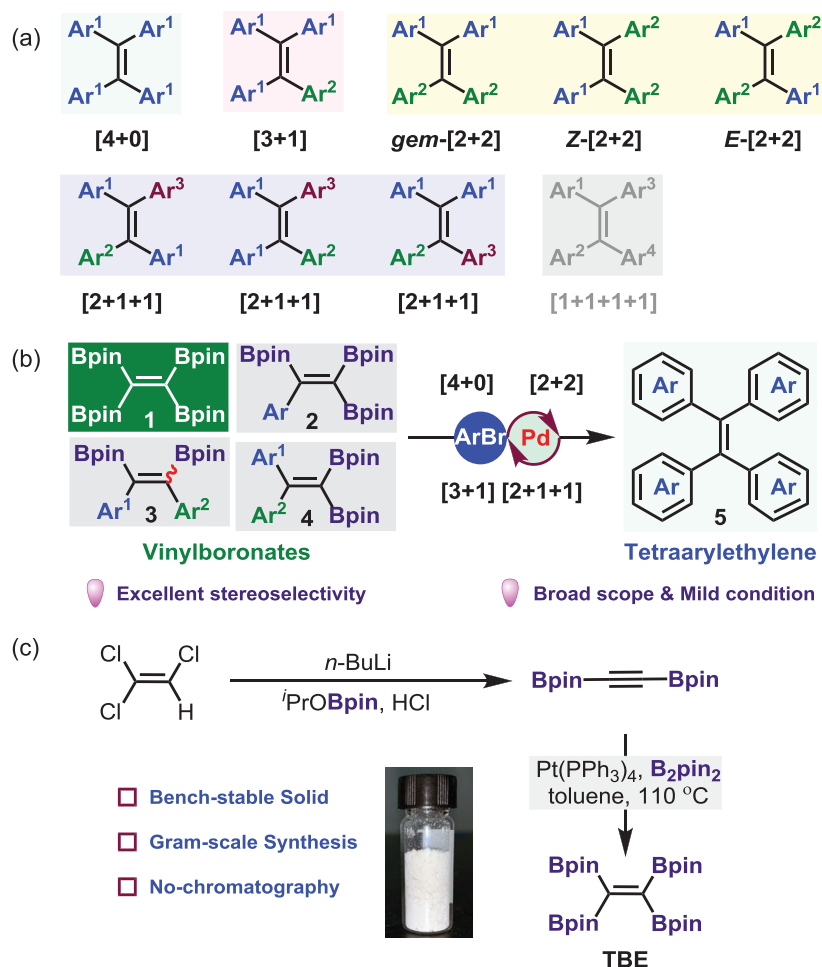 (a)
Ar¹ Ar¹ Ar¹ Ar¹ Ar¹ Ar¹ Ar¹ Ar² Ar¹ Ar²
Ar¹ Ar¹ Ar¹ Ar² Ar² Ar² Ar¹ Ar² Ar² Ar¹
[4+0] [3+1] gem-[2+2] Z-[2+2] E-[2+2]
Ar¹ Ar³ Ar¹ Ar³ Ar¹ Ar¹ Ar¹ Ar³
Ar² Ar¹ Ar¹ Ar² Ar² Ar³ Ar² Ar⁴
[2+1+1] [2+1+1] [2+1+1] [1+1+1+1]
(b)
Bpin Bpin
Bpin Bpin
1
Bpin Bpin
Ar Bpin
2
Bpin Bpin
Ar¹ Ar²
3
Ar¹ Bpin
Ar² Bpin
4
Vinylboronates
[4+0] [2+2]
ArBr Pd
[3+1] [2+1+1]
Ar Ar
Ar Ar
5
Tetraarylethylene
Excellent stereoselectivity
Broad scope & Mild condition
(c)
Cl Cl
Cl H
n-BuLi
ⁱPrOBpin, HCl
Bpin Bpin
Pt(PPh₃)₄, B₂pin₂
toluene, 110 ºC
Bench-stable Solid
Gram-scale Synthesis
No-chromatography
Bpin Bpin
Bpin Bpin
TBE